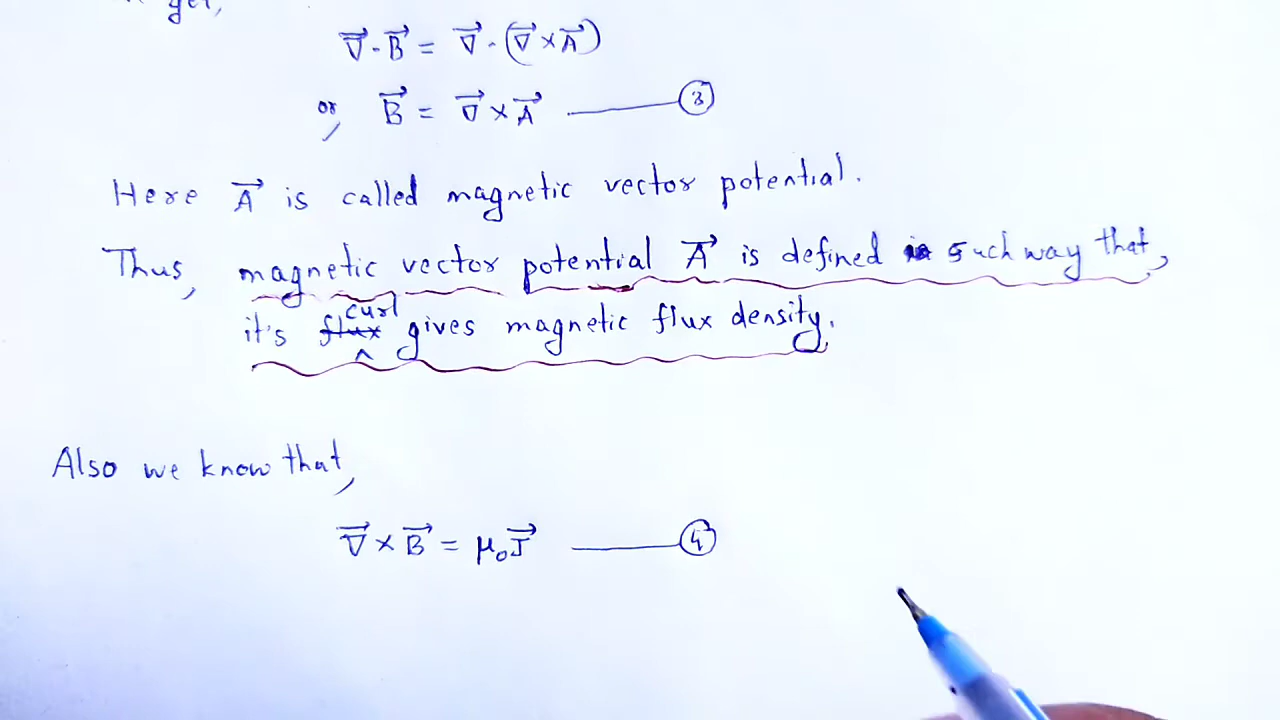 get,
∇⃗·B⃗ = ∇⃗·(∇⃗×A⃗)
or, B⃗ = ∇⃗×A⃗ —— ③
Here A⃗ is called magnetic vector potential.
Thus, magnetic vector potential A⃗ is defined such way that,
it's curl gives magnetic flux density.
Also we know that,
∇⃗×B⃗ = μ₀J⃗ —— ④